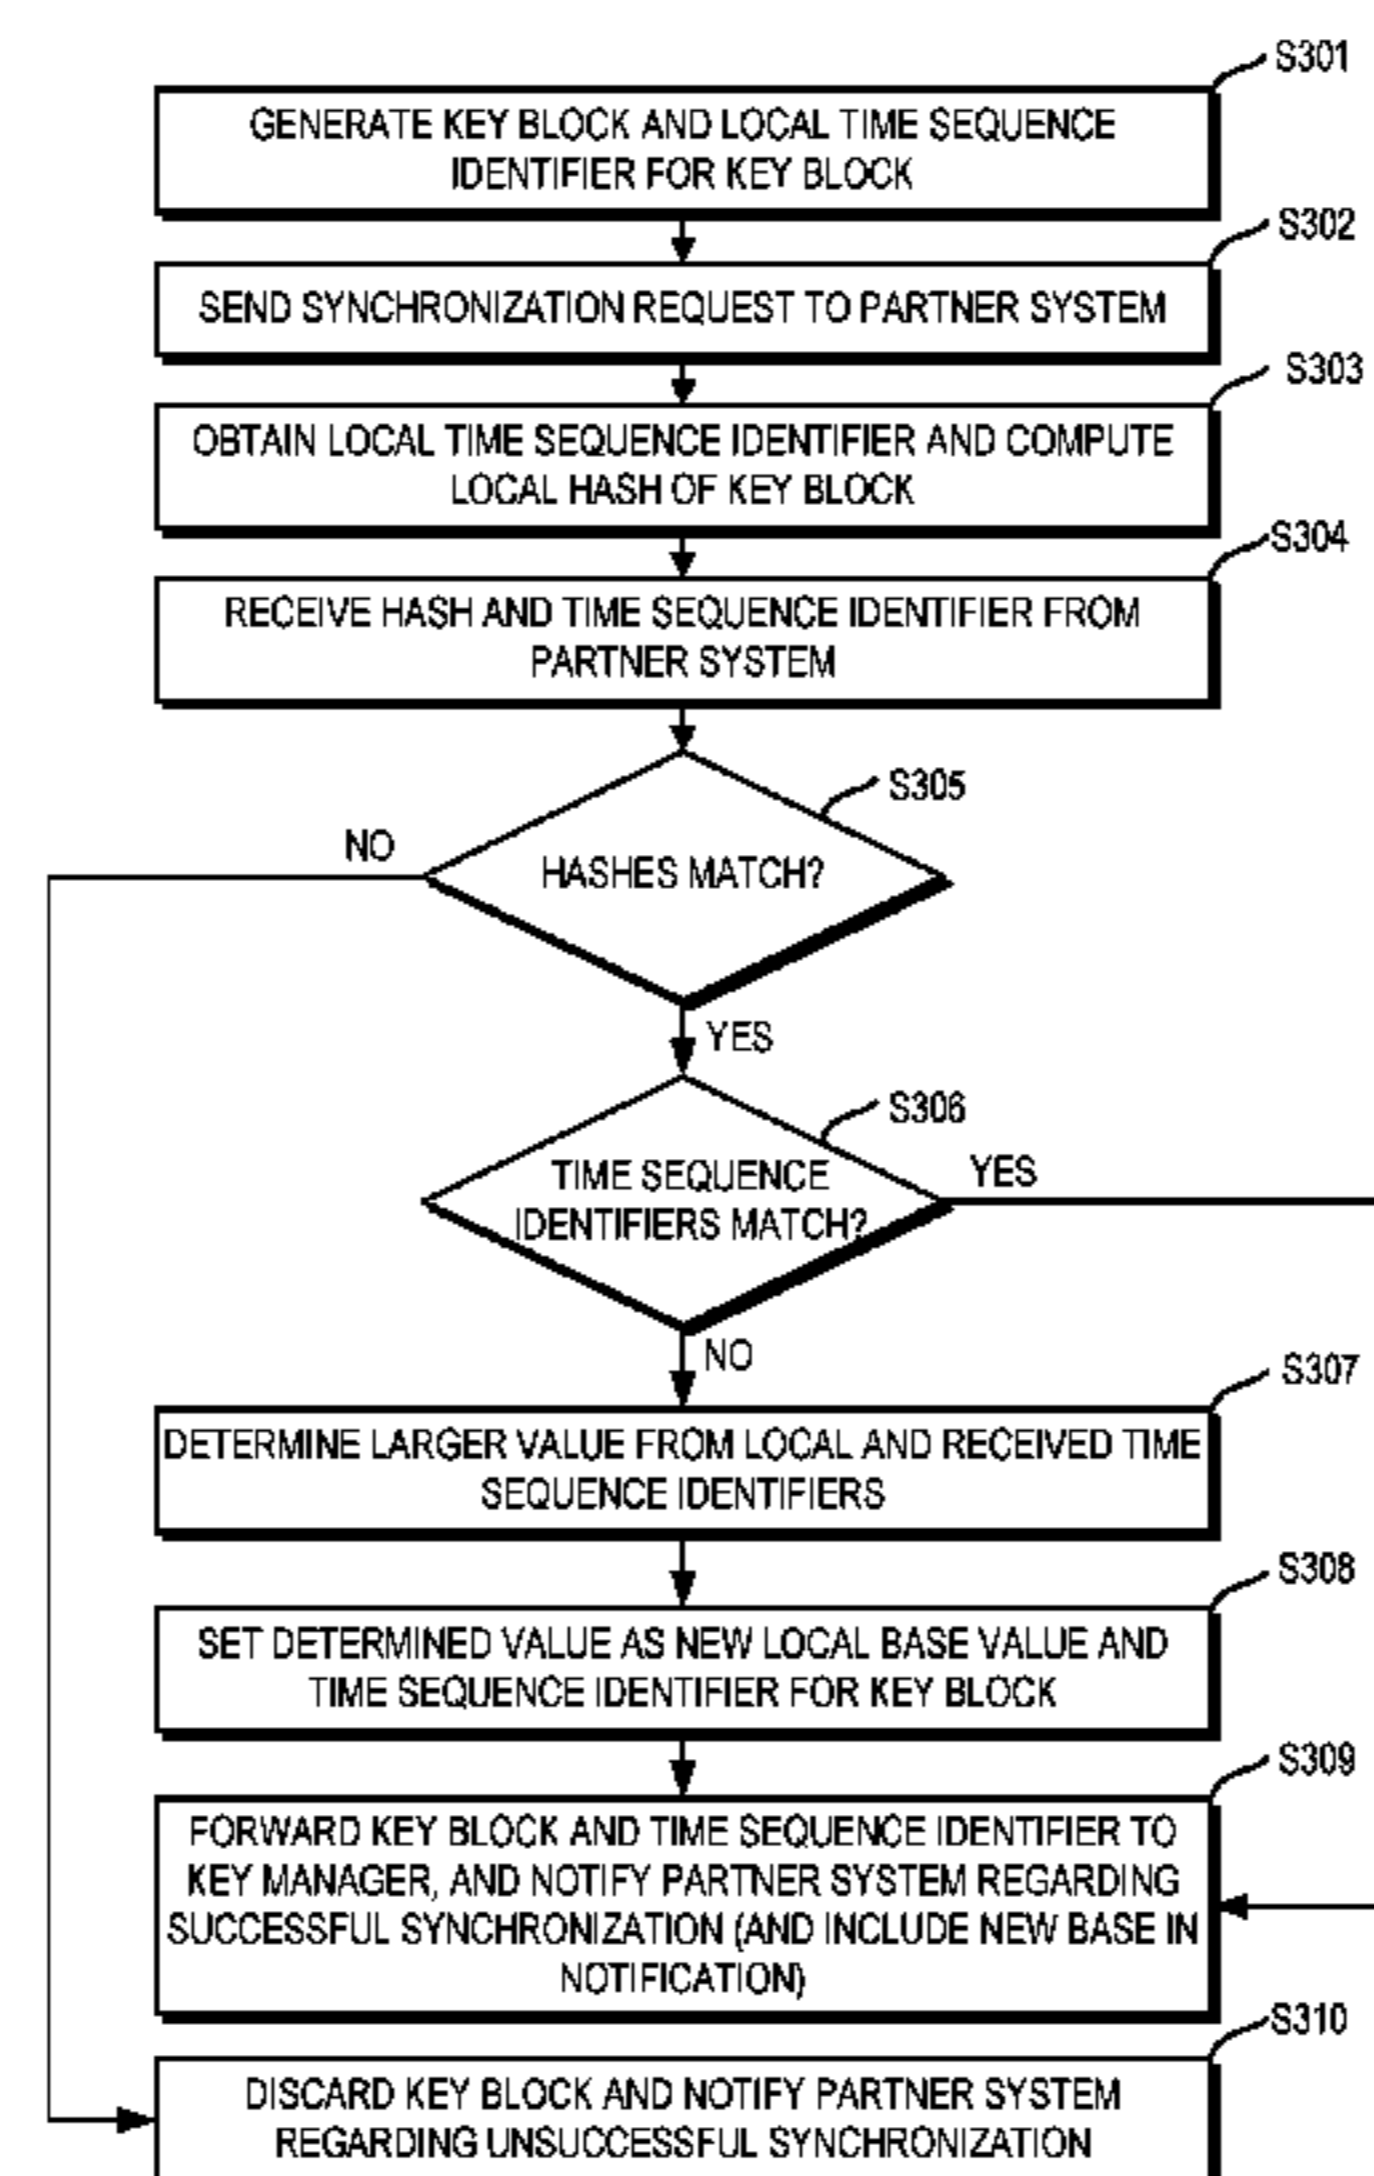 S301
GENERATE KEY BLOCK AND LOCAL TIME SEQUENCE
IDENTIFIER FOR KEY BLOCK
S302
SEND SYNCHRONIZATION REQUEST TO PARTNER SYSTEM
S303
OBTAIN LOCAL TIME SEQUENCE IDENTIFIER AND COMPUTE
LOCAL HASH OF KEY BLOCK
S304
RECEIVE HASH AND TIME SEQUENCE IDENTIFIER FROM
PARTNER SYSTEM
S305
NO
HASHES MATCH?
YES
S306
TIME SEQUENCE
IDENTIFIERS MATCH?
YES
NO
S307
DETERMINE LARGER VALUE FROM LOCAL AND RECEIVED TIME
SEQUENCE IDENTIFIERS
S308
SET DETERMINED VALUE AS NEW LOCAL BASE VALUE AND
TIME SEQUENCE IDENTIFIER FOR KEY BLOCK
S309
FORWARD KEY BLOCK AND TIME SEQUENCE IDENTIFIER TO
KEY MANAGER, AND NOTIFY PARTNER SYSTEM REGARDING
SUCCESSFUL SYNCHRONIZATION (AND INCLUDE NEW BASE IN
NOTIFICATION)
S310
DISCARD KEY BLOCK AND NOTIFY PARTNER SYSTEM
REGARDING UNSUCCESSFUL SYNCHRONIZATION